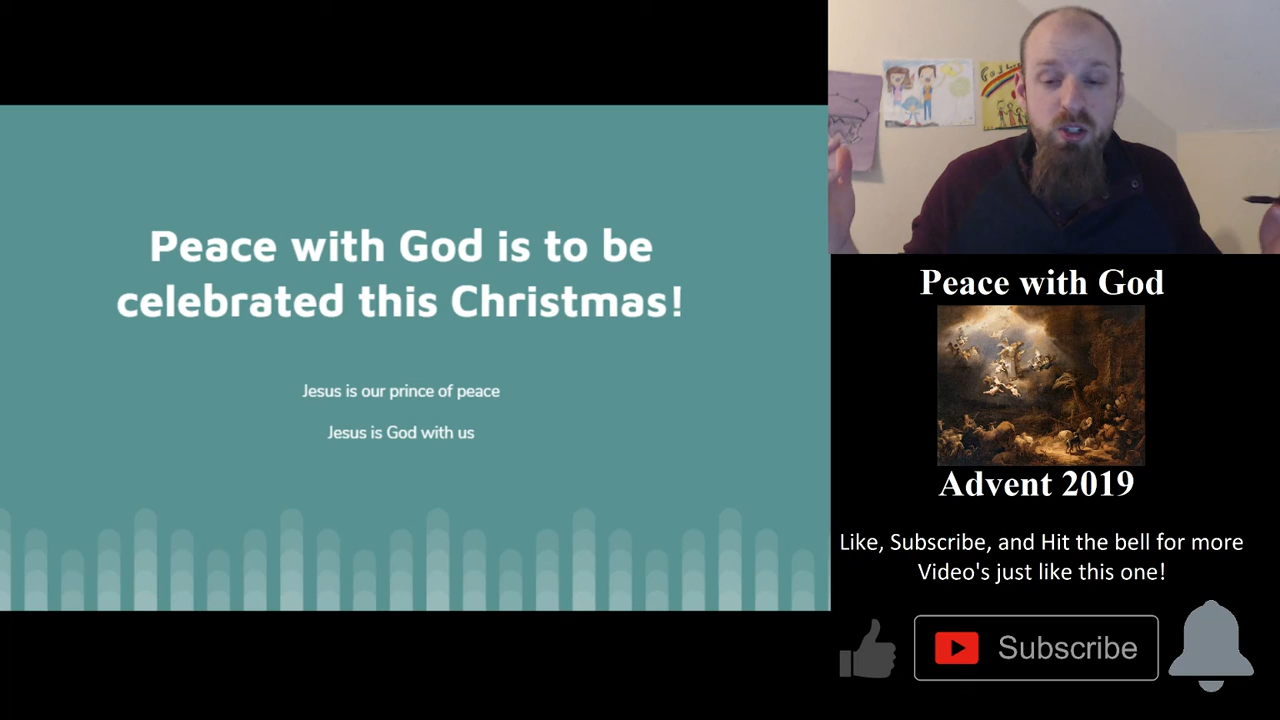 Peace with God is to be
celebrated this Christmas!
Jesus is our prince of peace
Jesus is God with us
Peace with God
Advent 2019
Like, Subscribe, and Hit the bell for more
Video's just like this one!
Subscribe